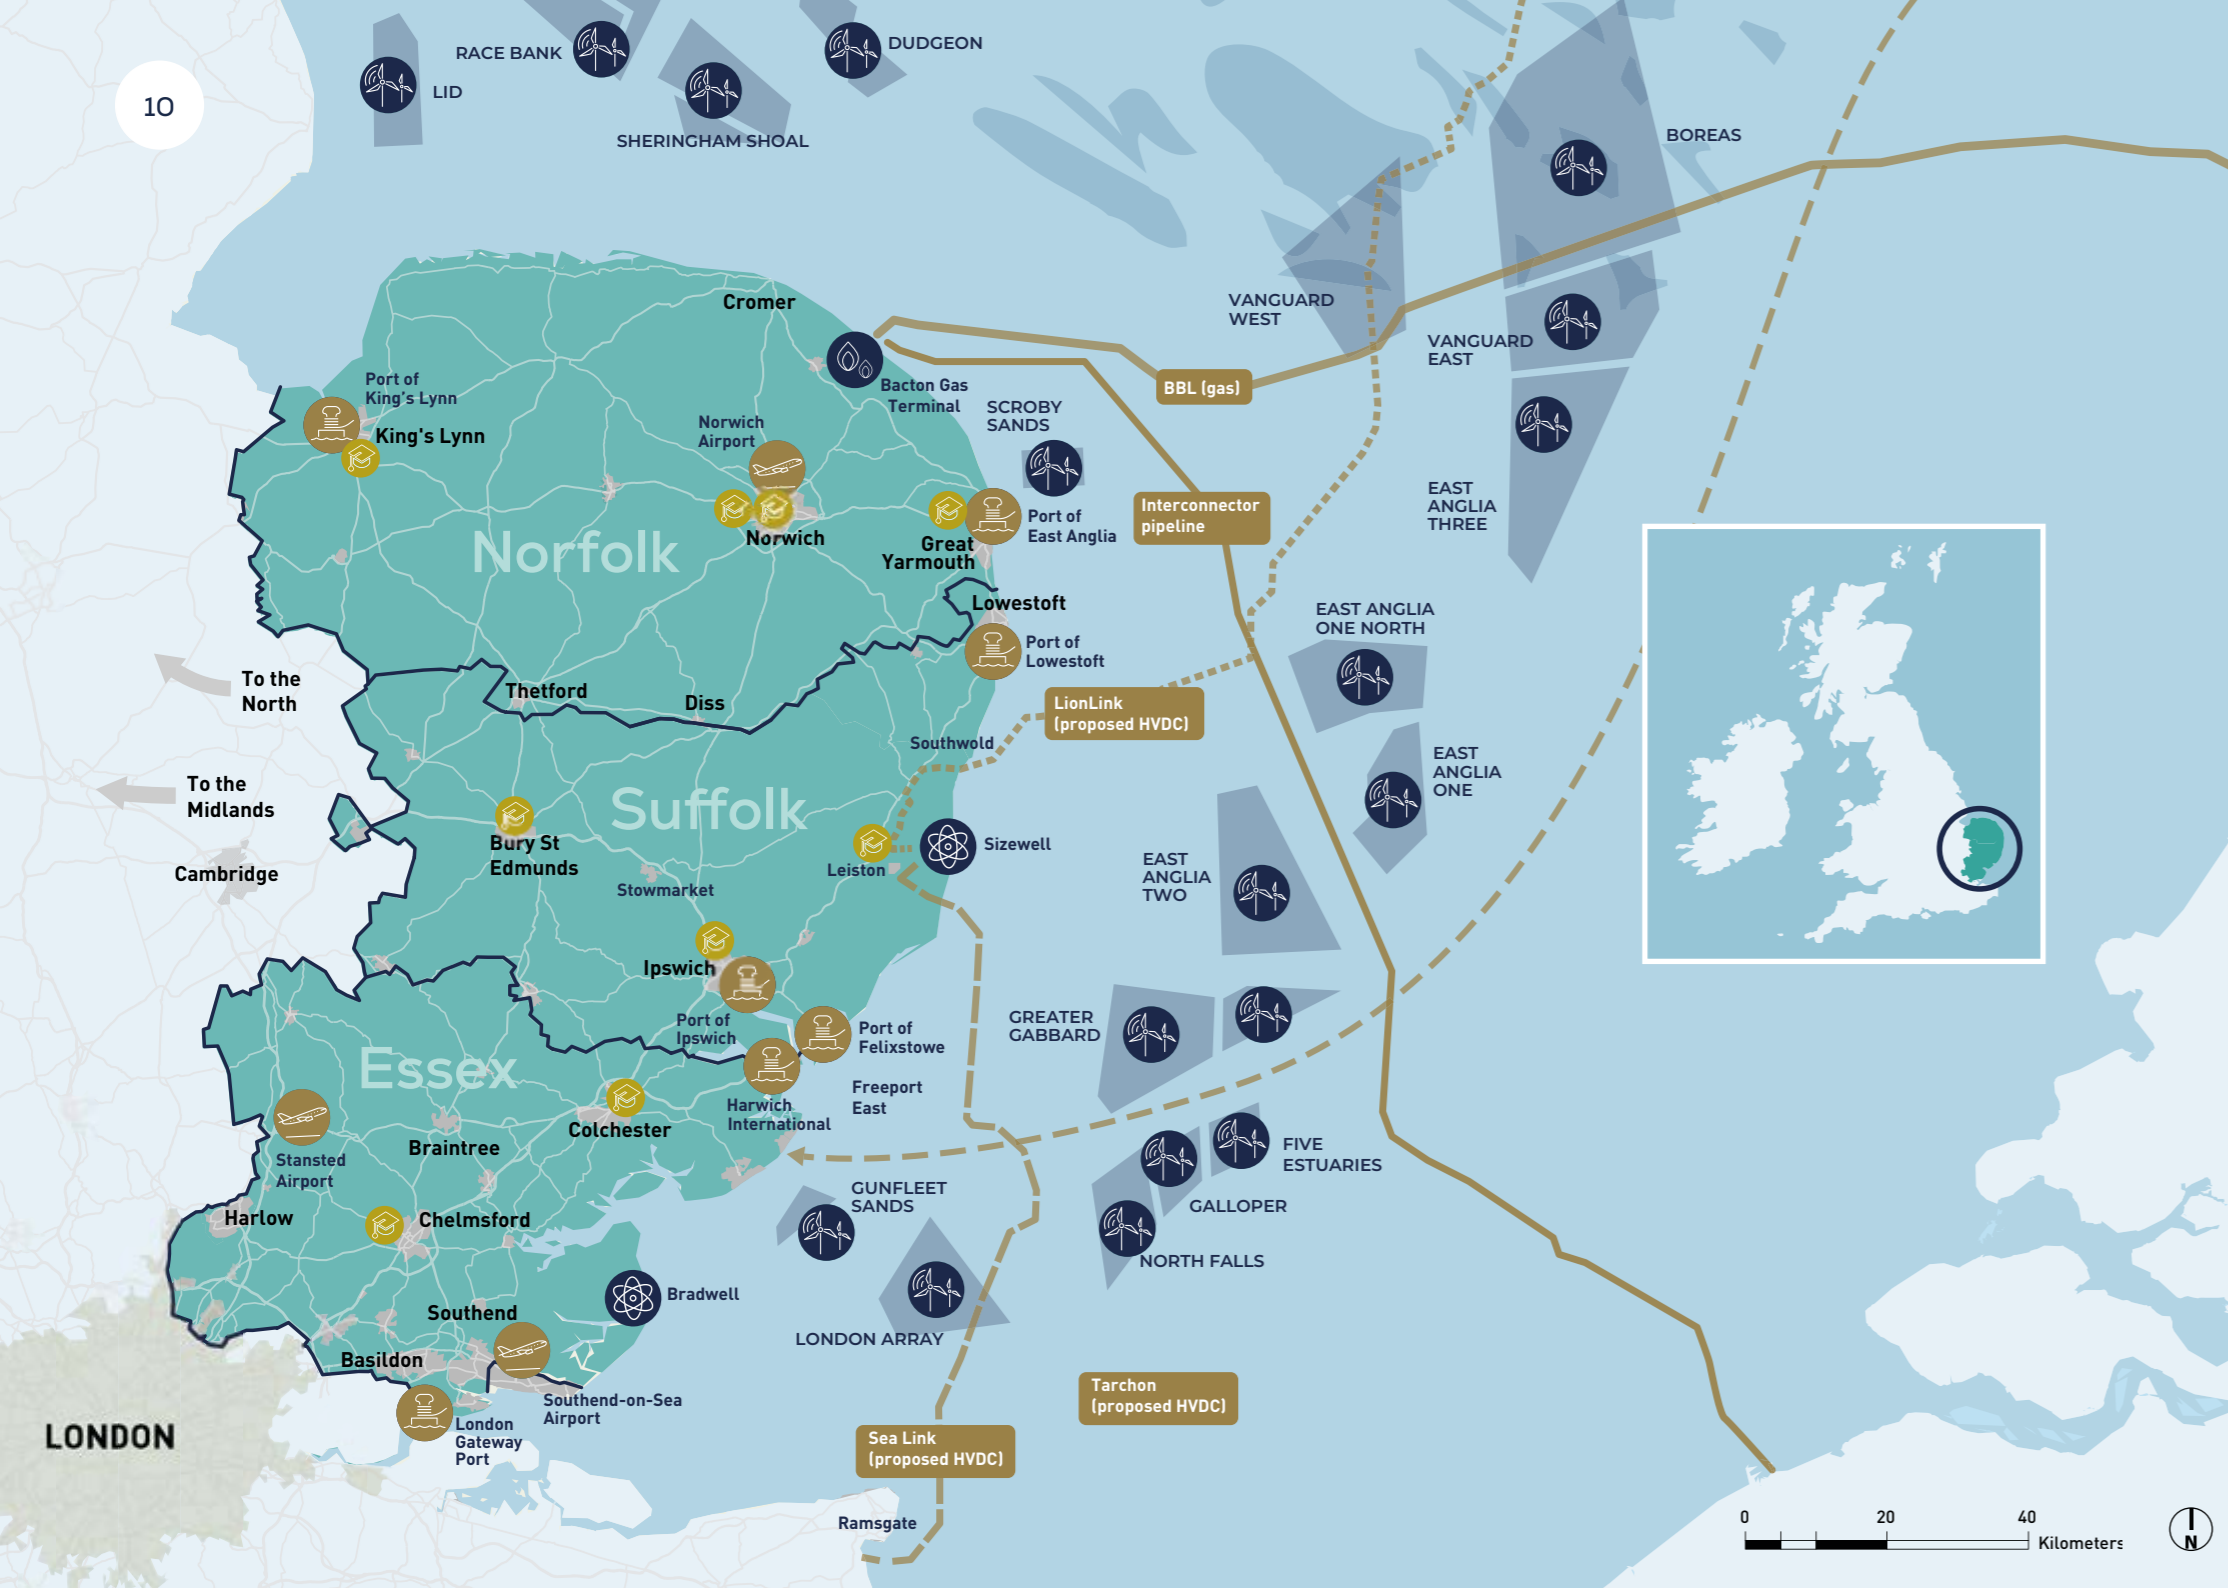 10
RACE BANK
DUDGEON
LID
SHERINGHAM SHOAL
BOREAS
Cromer
VANGUARD
WEST
VANGUARD
EAST
Port of
King's Lynn
King's Lynn
Bacton Gas
Terminal
BBL (gas)
Norwich
Airport
SCROBY
SANDS
EAST
ANGLIA
THREE
Interconnector
pipeline
Port of
East Anglia
Norfolk
Norwich
Great
Yarmouth
Lowestoft
EAST ANGLIA
ONE NORTH
Port of
Lowestoft
To the
North
Thetford
Diss
LionLink
(proposed HVDC)
Southwold
EAST
ANGLIA
ONE
To the
Midlands
Suffolk
Bury St
Edmunds
Sizewell
Leiston
Cambridge
Stowmarket
EAST
ANGLIA
TWO
Ipswich
Port of
Ipswich
Port of
Felixstowe
GREATER
GABBARD
Essex
Freeport
East
Harwich
International
Colchester
Braintree
Stansted
Airport
FIVE
ESTUARIES
GUNFLEET
SANDS
GALLOPER
Harlow
Chelmsford
NORTH FALLS
Bradwell
Southend
LONDON ARRAY
Basildon
Southend-on-Sea
Airport
Tarchon
(proposed HVDC)
LONDON
London
Gateway
Port
Sea Link
(proposed HVDC)
Ramsgate
0 20 40
Kilometers
N